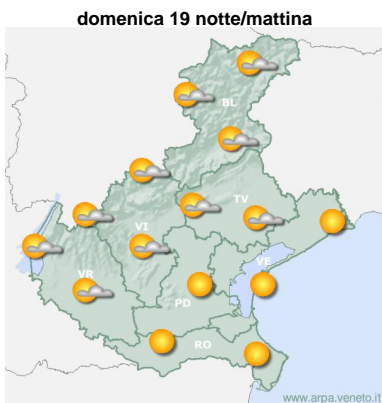 domenica 19 notte/mattina
BL
TV
VI
VE
VR
PD
RO
www.arpa.veneto.it